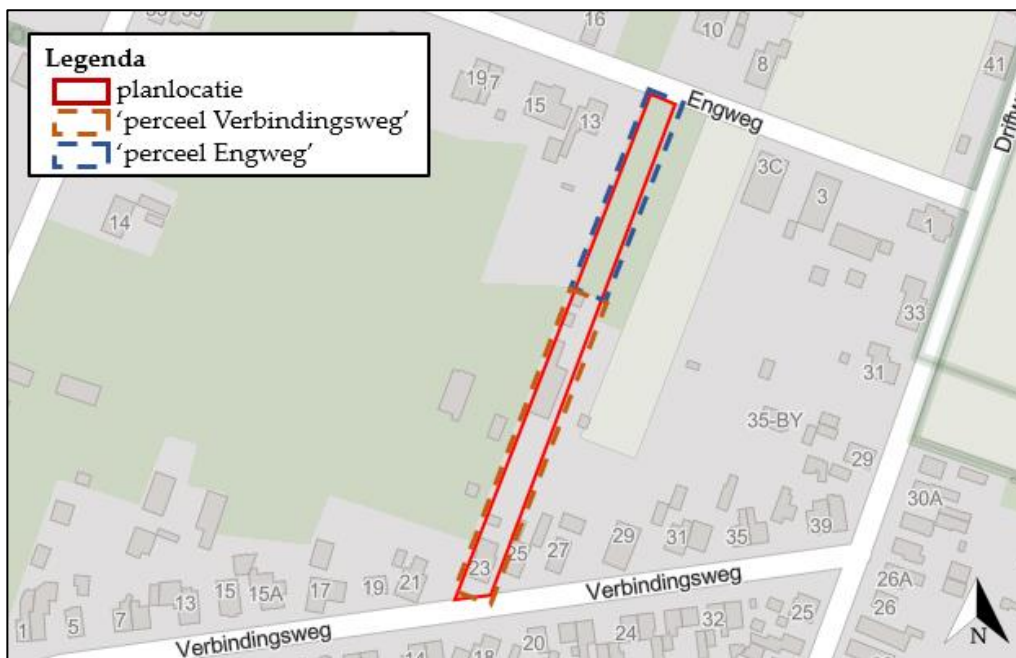 Legenda
planlocatie
‘perceel Verbindingsweg’
‘perceel Engweg’
16
10
8
41
19
7
15
13
Engweg
Driftw
3C
3
1
14
33
31
35-BY
29
30A
23
25
27
29
31
35
39
Verbindingsweg
26A
26
1
5
7
13
15
15A
17
19
21
Verbindingsweg
14
18
20
24
32
25
N